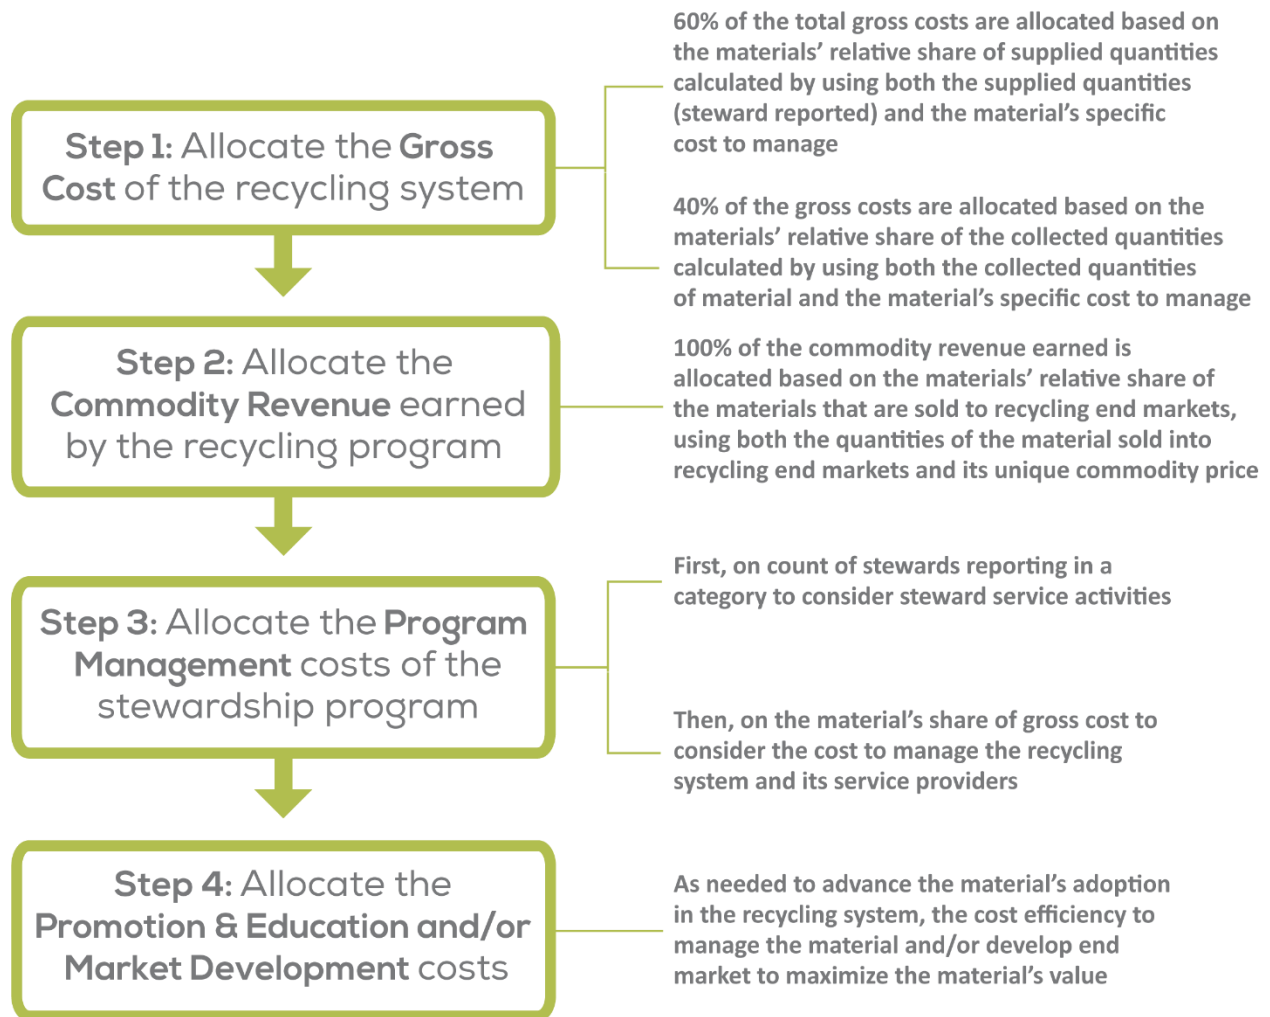 Step 1: Allocate the Gross
Cost of the recycling system
60% of the total gross costs are allocated based on
the materials’ relative share of supplied quantities
calculated by using both the supplied quantities
(steward reported) and the material’s specific
cost to manage
40% of the gross costs are allocated based on the
materials’ relative share of the collected quantities
calculated by using both the collected quantities
of material and the material’s specific cost to manage
Step 2: Allocate the
Commodity Revenue earned
by the recycling program
100% of the commodity revenue earned is
allocated based on the materials’ relative share of
the materials that are sold to recycling end markets,
using both the quantities of the material sold into
recycling end markets and its unique commodity price
Step 3: Allocate the Program
Management costs of the
stewardship program
First, on count of stewards reporting in a
category to consider steward service activities
Then, on the material’s share of gross cost to
consider the cost to manage the recycling
system and its service providers
Step 4: Allocate the
Promotion & Education and/or
Market Development costs
As needed to advance the material’s adoption
in the recycling system, the cost efficiency to
manage the material and/or develop end
market to maximize the material’s value